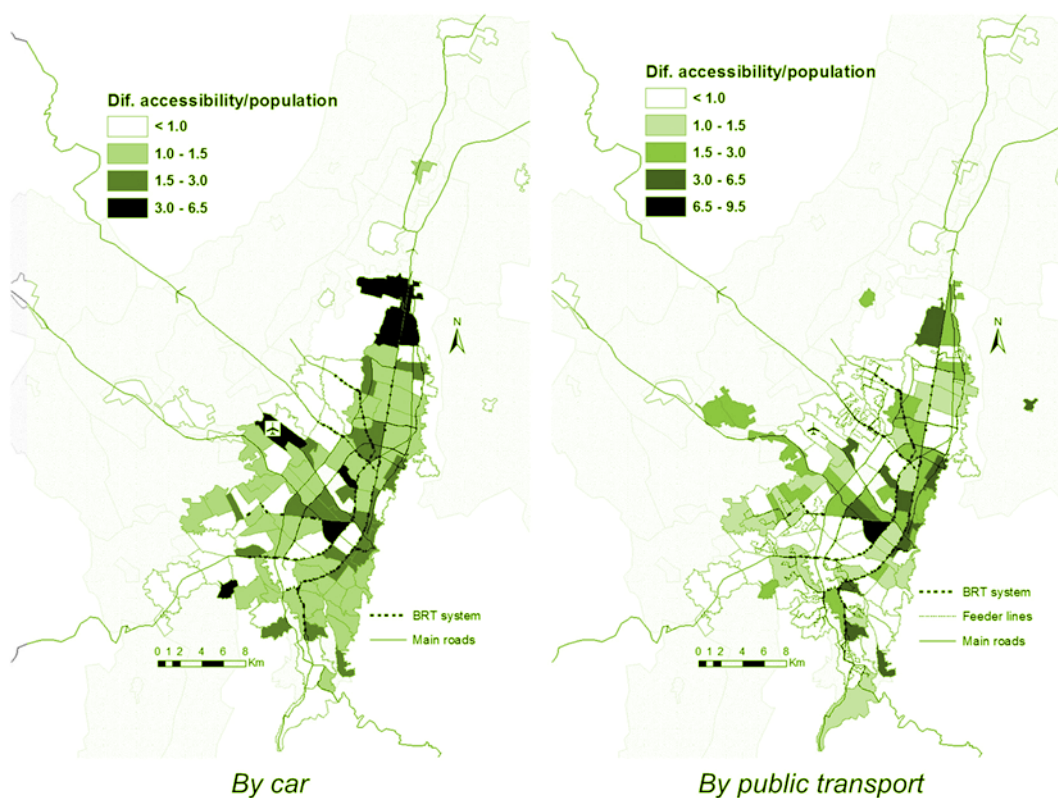 Dif. accessibility/population
< 1.0
1.0 - 1.5
1.5 - 3.0
3.0 - 6.5
N
BRT system
Main roads
0 1 2 4 6 8
Km
By car
Dif. accessibility/population
< 1.0
1.0 - 1.5
1.5 - 3.0
3.0 - 6.5
6.5 - 9.5
N
BRT system
Feeder lines
Main roads
0 1 2 4 6 8
Km
By public transport